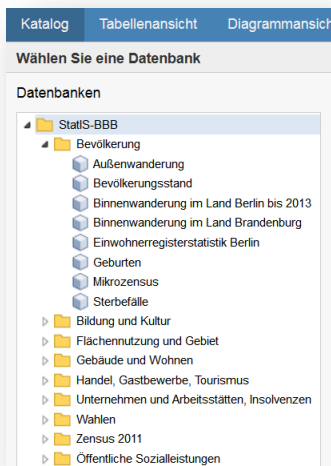 Katalog Tabellenansicht Diagrammansich
Wählen Sie eine Datenbank
Datenbanken
StatIS-BBB
Bevölkerung
Außenwanderung
Bevölkerungsstand
Binnenwanderung im Land Berlin bis 2013
Binnenwanderung im Land Brandenburg
Einwohnerregisterstatistik Berlin
Geburten
Mikrozensus
Sterbefälle
Bildung und Kultur
Flächennutzung und Gebiet
Gebäude und Wohnen
Handel, Gastbewerbe, Tourismus
Unternehmen und Arbeitsstätten, Insolvenzen
Wahlen
Zensus 2011
Öffentliche Sozialleistungen